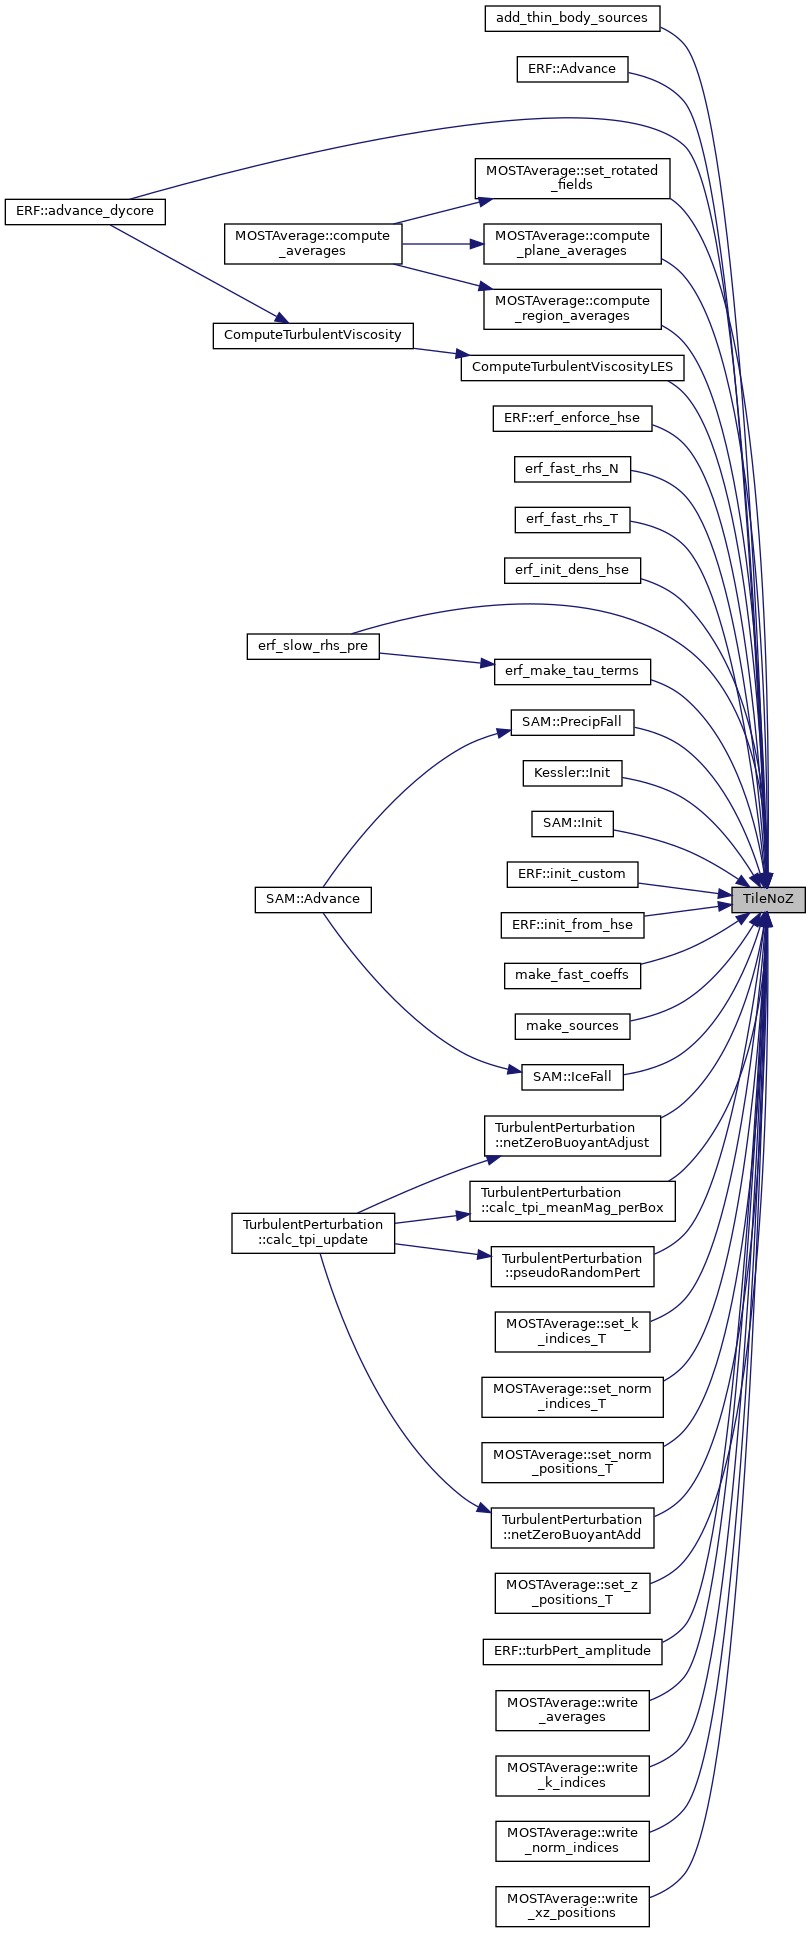 add_thin_body_sources
ERF::Advance
MOSTAverage::set_rotated
_fields
ERF::advance_dycore
MOSTAverage::compute
_averages
MOSTAverage::compute
_plane_averages
MOSTAverage::compute
_region_averages
ComputeTurbulentViscosity
ComputeTurbulentViscosityLES
ERF::erf_enforce_hse
erf_fast_rhs_N
erf_fast_rhs_T
erf_init_dens_hse
erf_slow_rhs_pre
erf_make_tau_terms
SAM::PrecipFall
Kessler::Init
SAM::Init
ERF::init_custom
SAM::Advance
TileNoZ
ERF::init_from_hse
make_fast_coeffs
make_sources
SAM::IceFall
TurbulentPerturbation
::netZeroBuoyantAdjust
TurbulentPerturbation
::calc_tpi_meanMag_perBox
TurbulentPerturbation
::calc_tpi_update
TurbulentPerturbation
::pseudoRandomPert
MOSTAverage::set_k
_indices_T
MOSTAverage::set_norm
_indices_T
MOSTAverage::set_norm
_positions_T
TurbulentPerturbation
::netZeroBuoyantAdd
MOSTAverage::set_z
_positions_T
ERF::turbPert_amplitude
MOSTAverage::write
_averages
MOSTAverage::write
_k_indices
MOSTAverage::write
_norm_indices
MOSTAverage::write
_xz_positions